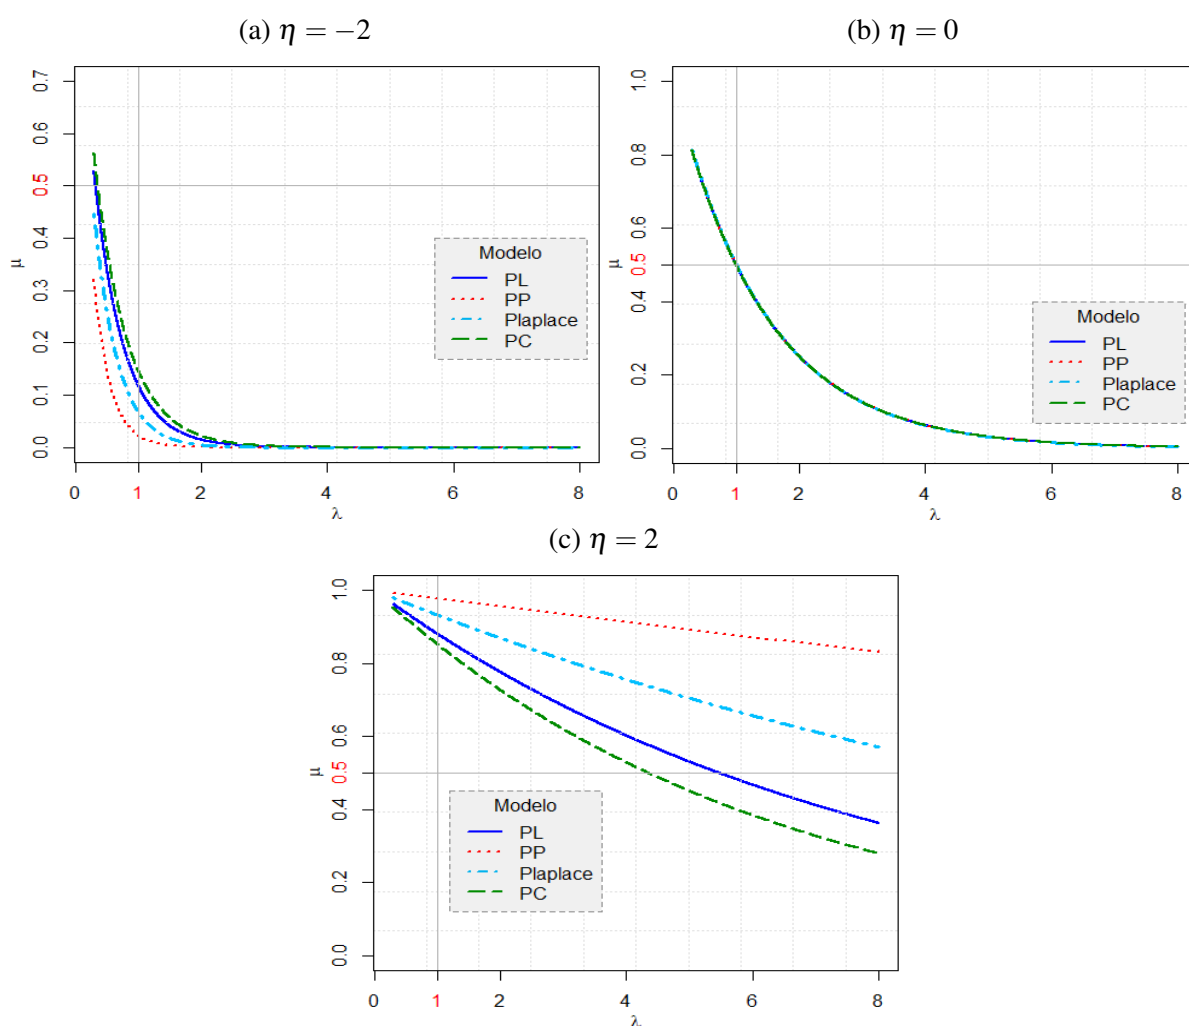 (a) η = −2
(b) η = 0
0.7
0.6
0.5
0.4
0.3
0.2
0.1
0.0
μ
Modelo
PL
PP
Plaplace
PC
0 1 2 4 6 8
λ
1.0
0.8
0.6
0.5
0.4
0.2
0.0
μ
Modelo
PL
PP
Plaplace
PC
0 1 2 4 6 8
λ
(c) η = 2
1.0
0.8
0.6
0.5
0.4
0.2
0.0
μ
Modelo
PL
PP
Plaplace
PC
0 1 2 4 6 8
λ